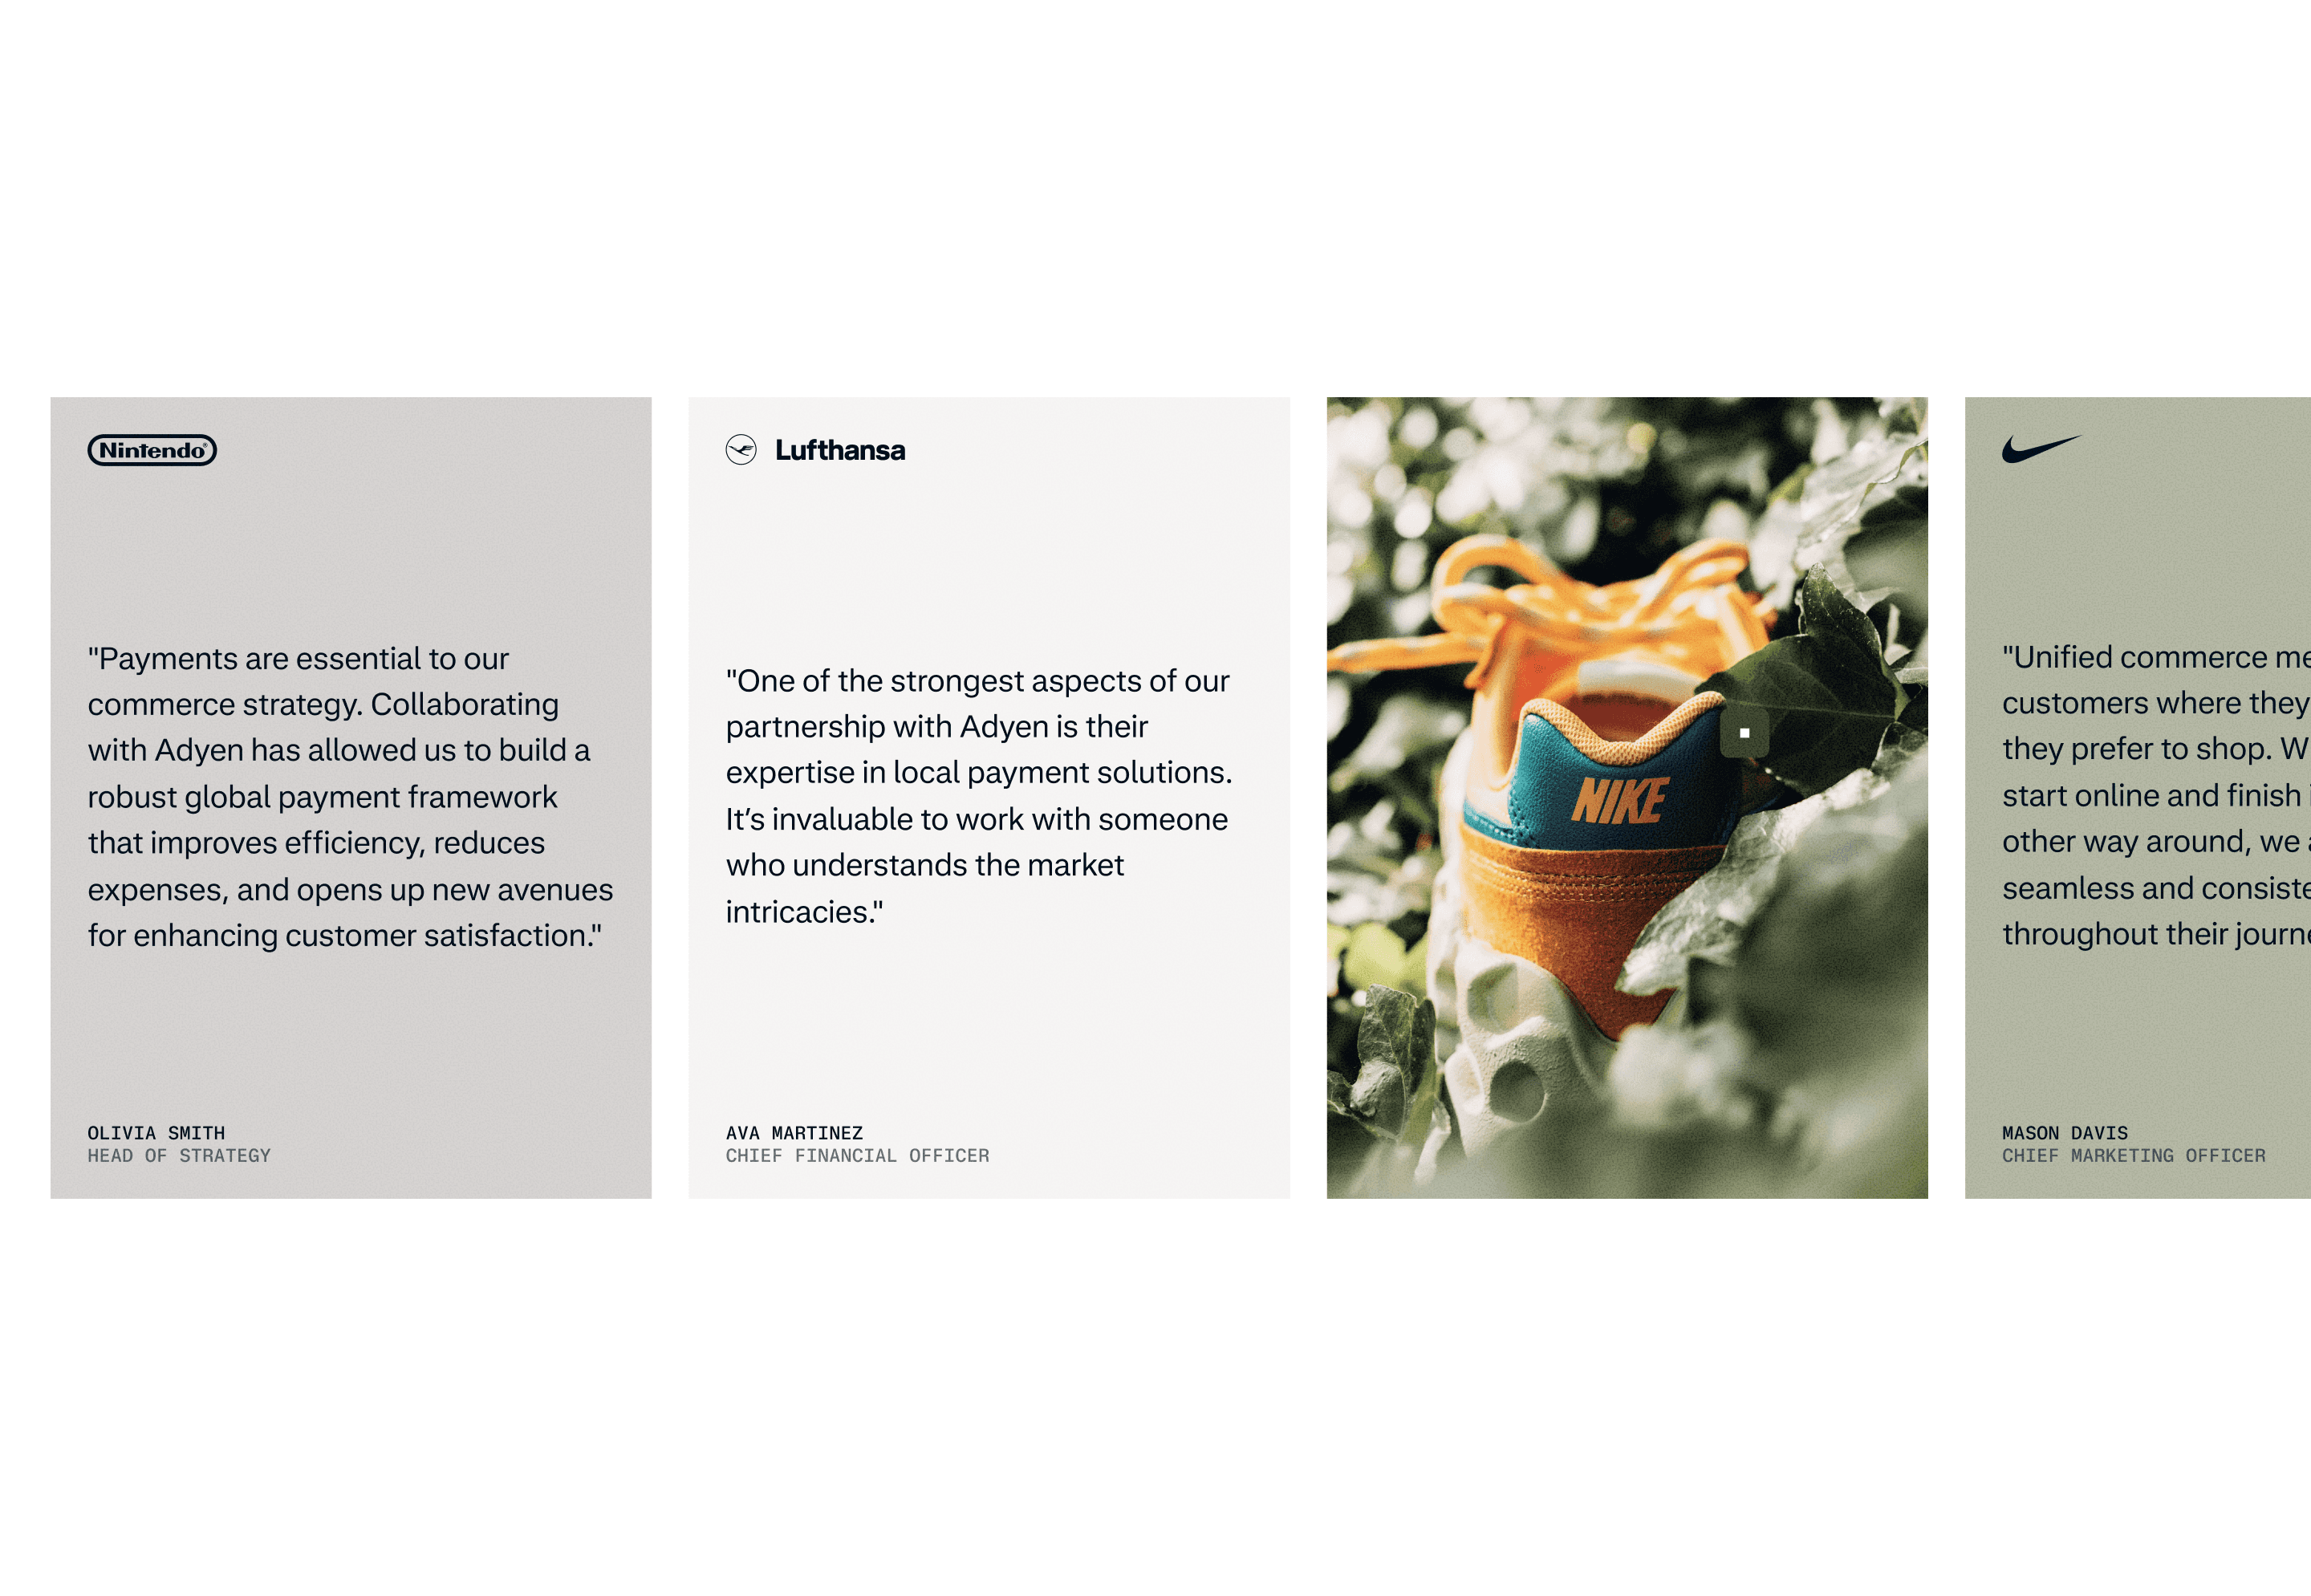 Nintendo®
"Payments are essential to our
commerce strategy. Collaborating
with Adyen has allowed us to build a
robust global payment framework
that improves efficiency, reduces
expenses, and opens up new avenues
for enhancing customer satisfaction."
OLIVIA SMITH
HEAD OF STRATEGY
Lufthansa
"One of the strongest aspects of our
partnership with Adyen is their
expertise in local payment solutions.
It’s invaluable to work with someone
who understands the market
intricacies."
AVA MARTINEZ
CHIEF FINANCIAL OFFICER
NIKE
"Unified commerce
customers where they
they prefer to shop.
start online and finish
other way around, we
seamless and
throughout their
MASON DAVIS
CHIEF MARKETING OFFICER